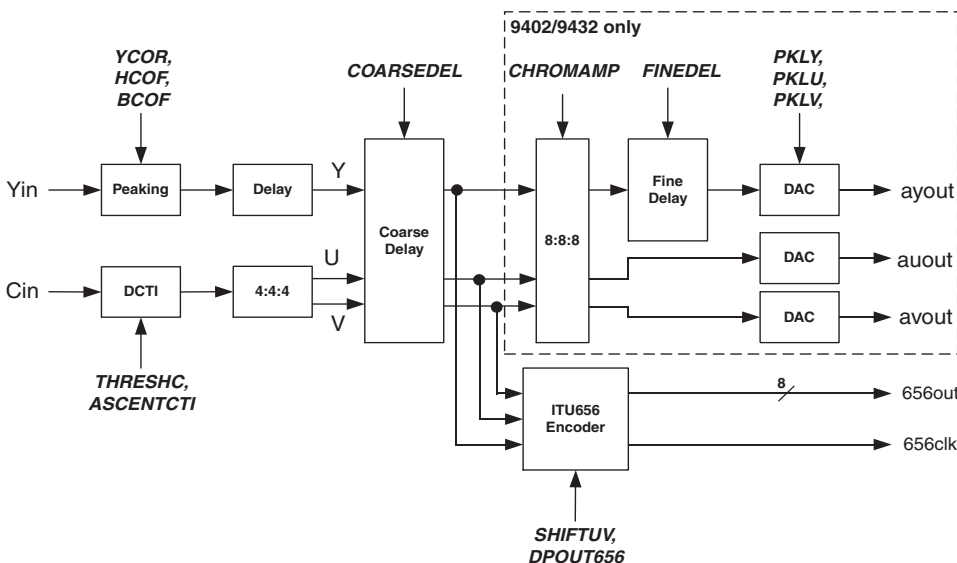 9402/9432 only
YCOR,
HCOF,
BCOF
COARSEDEL
CHROMAMP
FINEDEL
PKLY,
PKLU,
PKLV,
Yin
Peaking
Delay
Y
Coarse
Delay
8:8:8
Fine
Delay
DAC
ayout
Cin
DCTI
4:4:4
U
V
DAC
auout
DAC
avout
THRESHC,
ASCENTCTI
ITU656
Encoder
8
656out
656clk
SHIFTUV,
DPOUT656